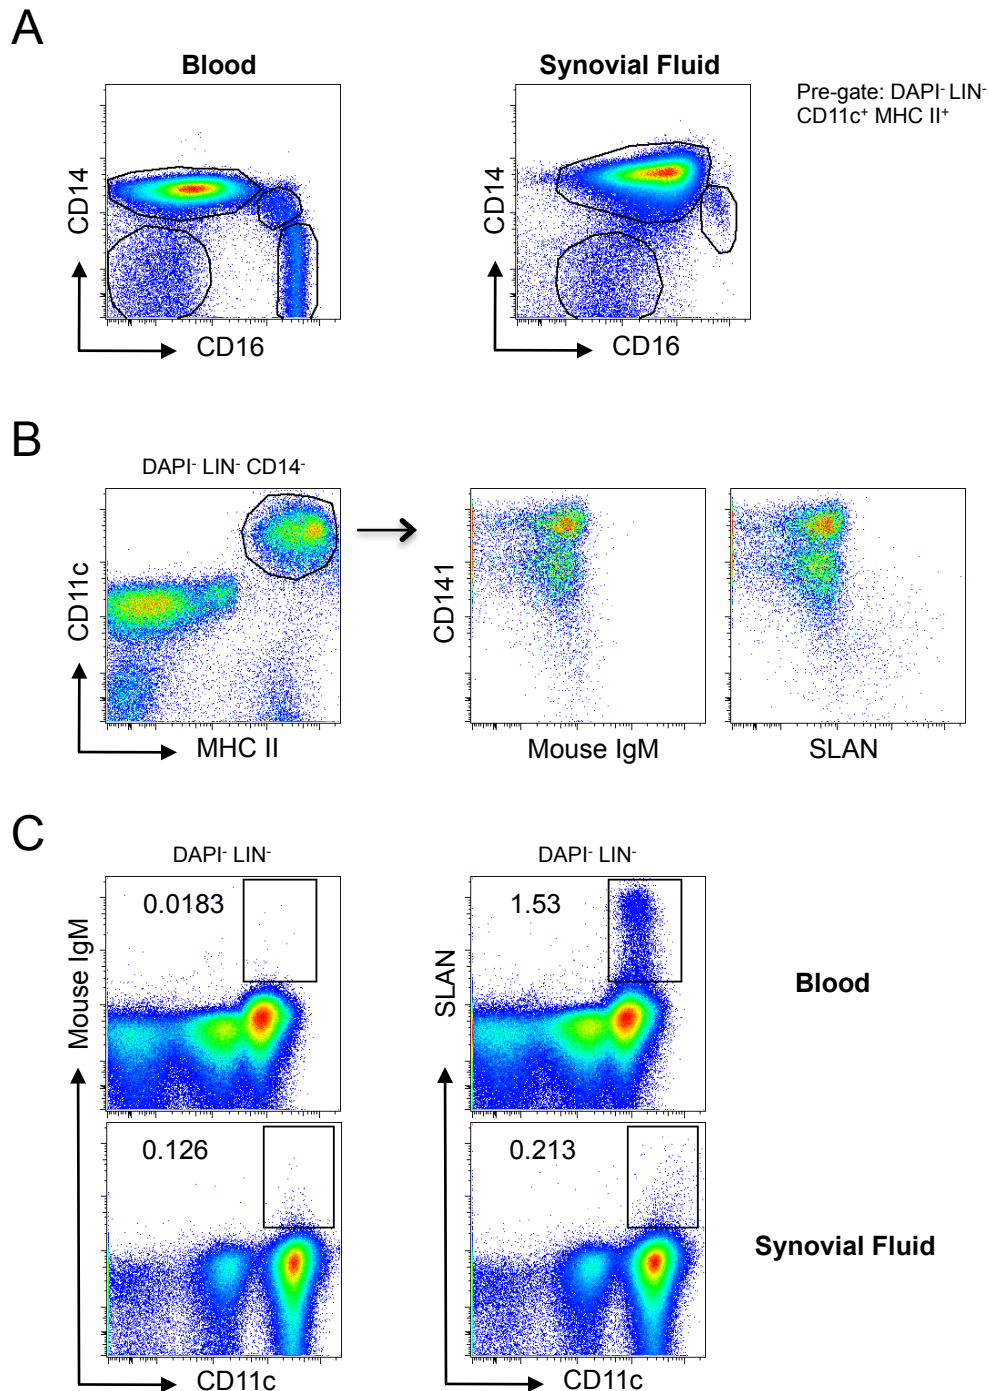 A
Blood
Synovial Fluid
Pre-gate: DAPI⁻ LIN⁻
CD11c⁺ MHC II⁺
CD14
CD16
CD14
CD16
B
DAPI⁻ LIN⁻ CD14⁻
CD11c
MHC II
CD141
Mouse IgM
SLAN
C
DAPI⁻ LIN⁻
DAPI⁻ LIN⁻
Mouse IgM
0.0183
SLAN
1.53
Blood
0.126
0.213
Synovial Fluid
CD11c
CD11c